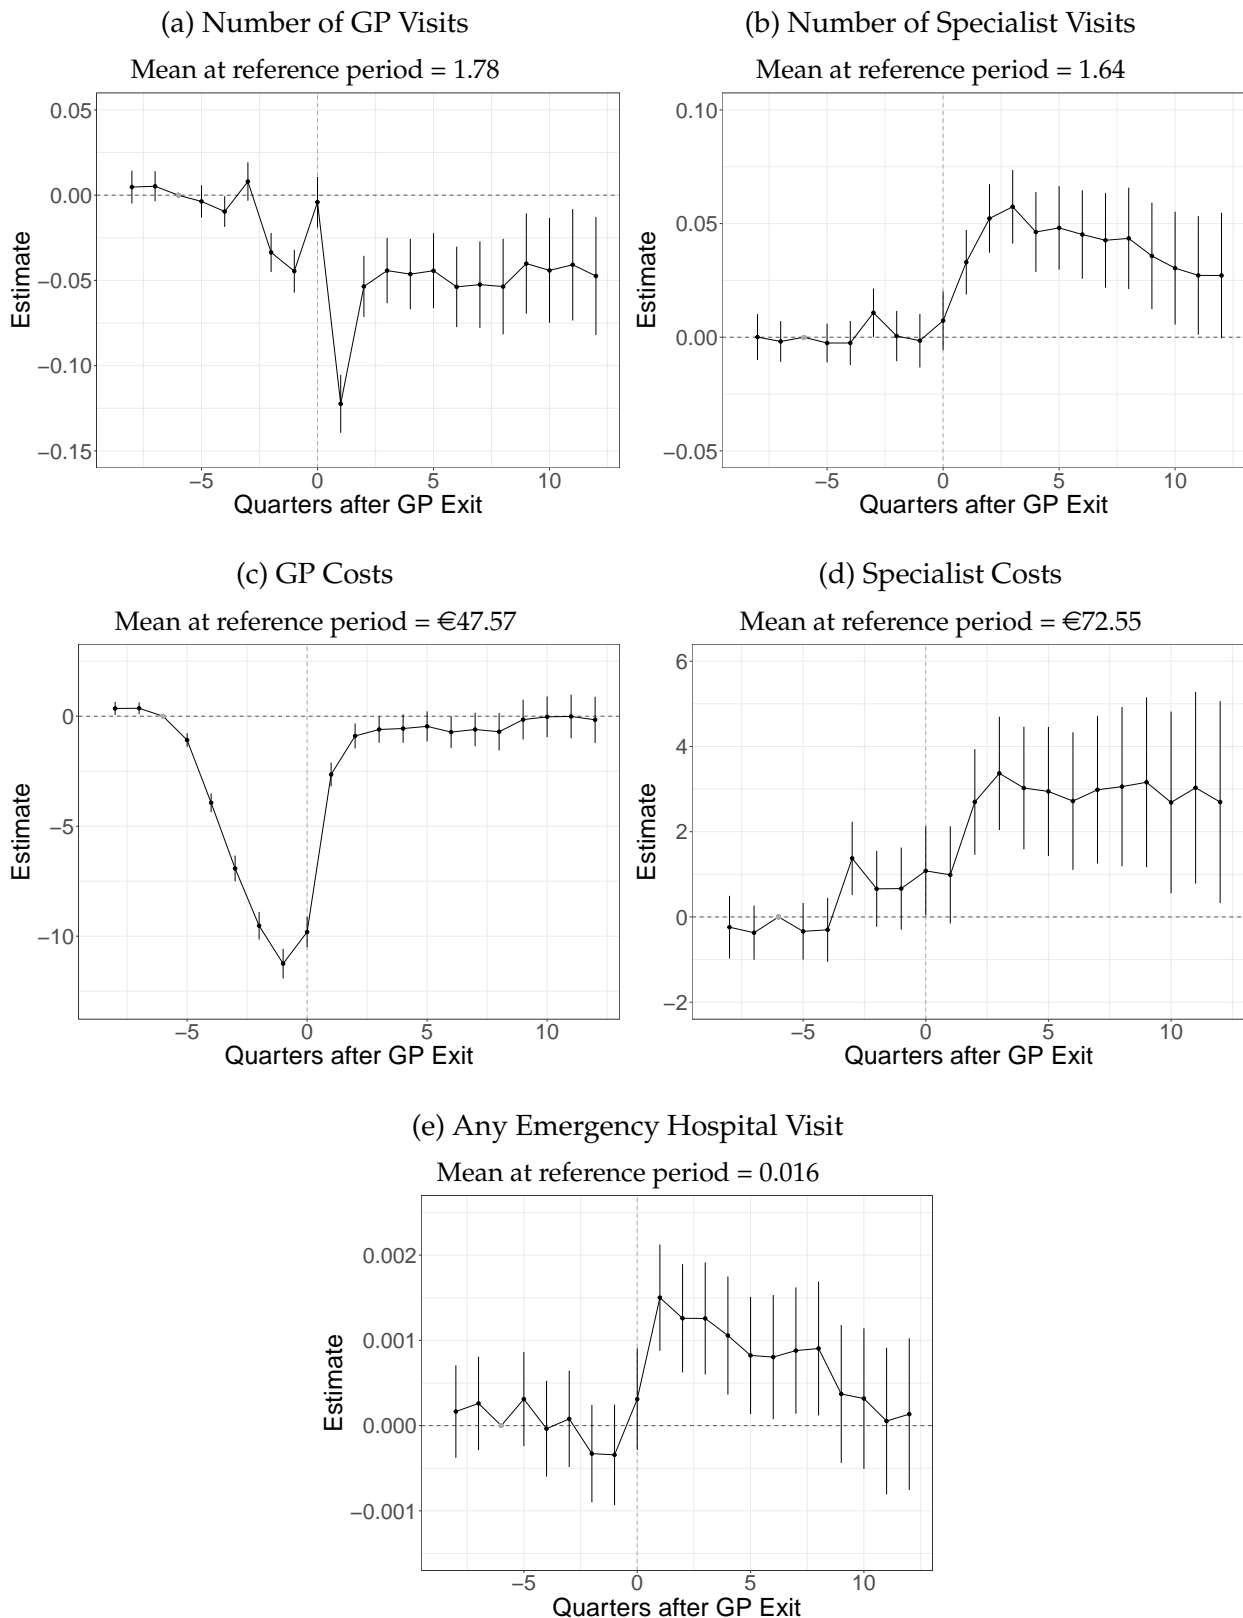 (a) Number of GP Visits
Mean at reference period = 1.78
0.05
0.00
−0.05
−0.10
−0.15
Estimate
−5 0 5 10
Quarters after GP Exit
(b) Number of Specialist Visits
Mean at reference period = 1.64
0.10
0.05
0.00
−0.05
Estimate
−5 0 5 10
Quarters after GP Exit
(c) GP Costs
Mean at reference period = €47.57
0
−5
−10
Estimate
−5 0 5 10
Quarters after GP Exit
(d) Specialist Costs
Mean at reference period = €72.55
6
4
2
0
−2
Estimate
−5 0 5 10
Quarters after GP Exit
(e) Any Emergency Hospital Visit
Mean at reference period = 0.016
0.002
0.001
0.000
−0.001
Estimate
−5 0 5 10
Quarters after GP Exit